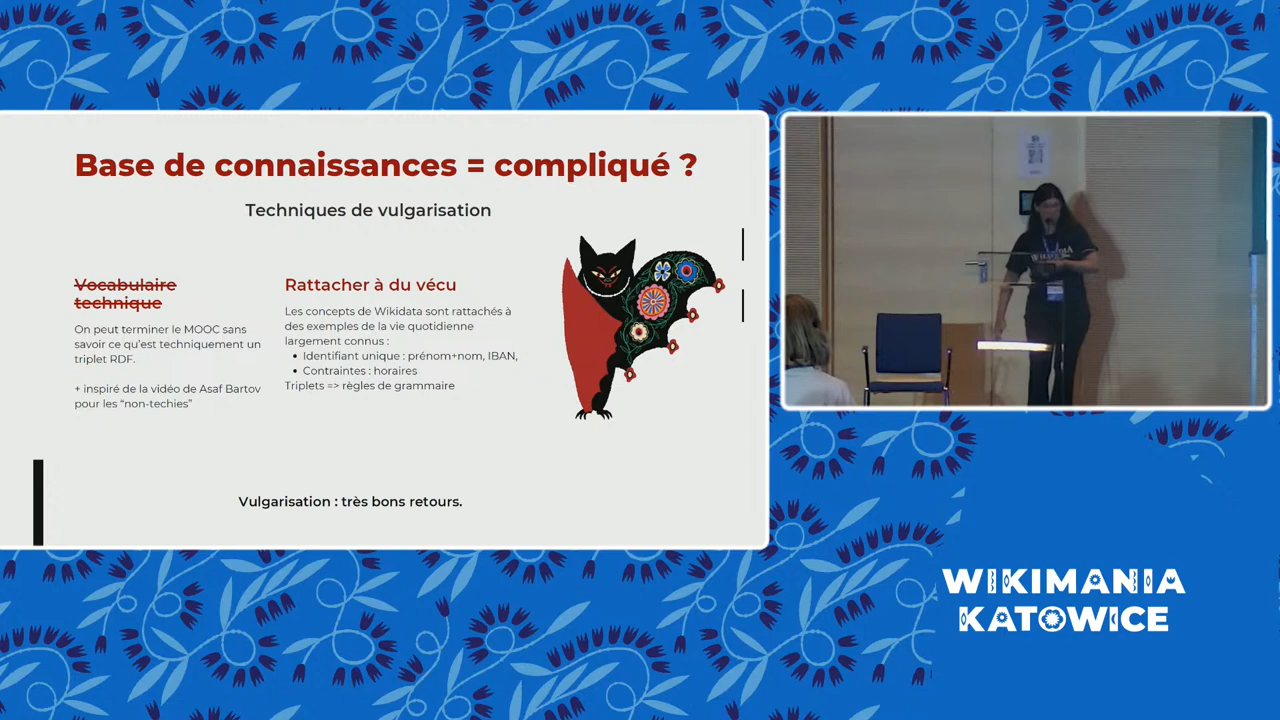 Base de connaissances = compliqué ?
Techniques de vulgarisation
Vocabulaire
technique
On peut terminer le MOOC sans
savoir ce qu'est techniquement un
triplet RDF.
+ inspiré de la vidéo de Asaf Bartov
pour les “non-techies”
Rattacher à du vécu
Les concepts de Wikidata sont rattachés à
des exemples de la vie quotidienne
largement connus :
• Identifiant unique : prénom+nom, IBAN,
• Contraintes : horaires
Triplets => règles de grammaire
Vulgarisation : très bons retours.
WIKIMANIA
KATOWICE